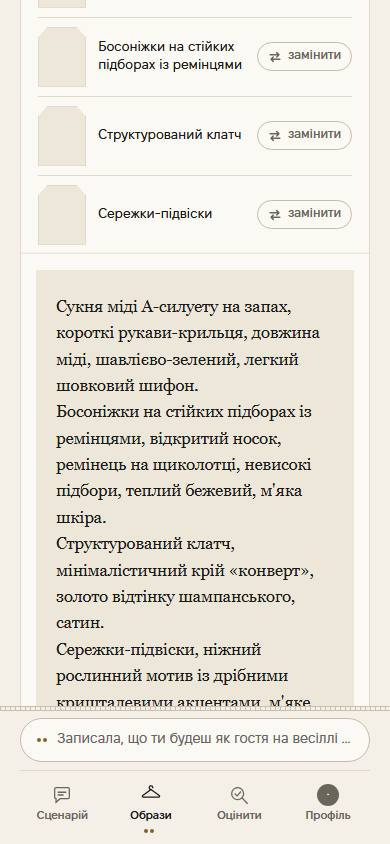 Босоніжки на стійких
підборах із ремінцями
замінити
Структурований клатч
замінити
Сережки-підвіски
замінити
Сукня міді А-силуету на запах,
короткі рукави-крильця, довжина
міді, шавлієво-зелений, легкий
шовковий шифон.
Босоніжки на стійких підборах із
ремінцями, відкритий носок,
ремінець на щиколотці, невисокі
підбори, теплий бежевий, м'яка
шкіра.
Структурований клатч,
мінімалістичний крій «конверт»,
золото відтінку шампанського,
сатин.
Сережки-підвіски, ніжний
рослинний мотив із дрібними
кришталевими акцентами, м'яке
Записала, що ти будеш як гостя на весіллі ...
Сценарій
Образи
Оцінити
Профіль